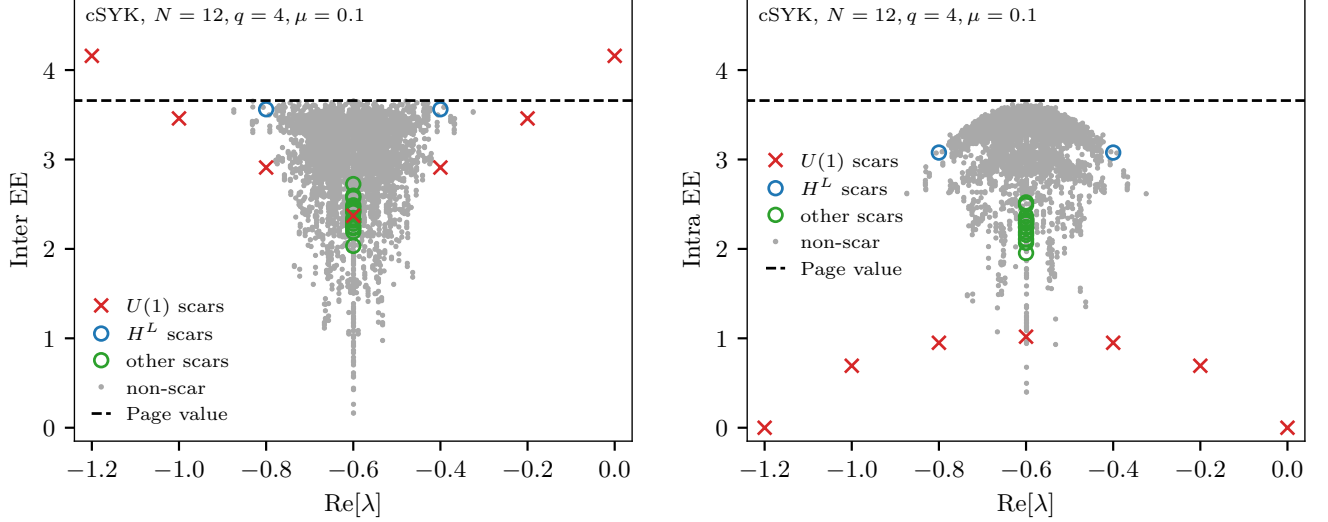 cSYK, N = 12, q = 4, μ = 0.1
Inter EE
4
3
2
1
0
U(1) scars
H^L scars
other scars
non-scar
Page value
−1.2 −1.0 −0.8 −0.6 −0.4 −0.2 0.0
Re[λ]
cSYK, N = 12, q = 4, μ = 0.1
Intra EE
4
3
2
1
0
U(1) scars
H^L scars
other scars
non-scar
Page value
−1.2 −1.0 −0.8 −0.6 −0.4 −0.2 0.0
Re[λ]